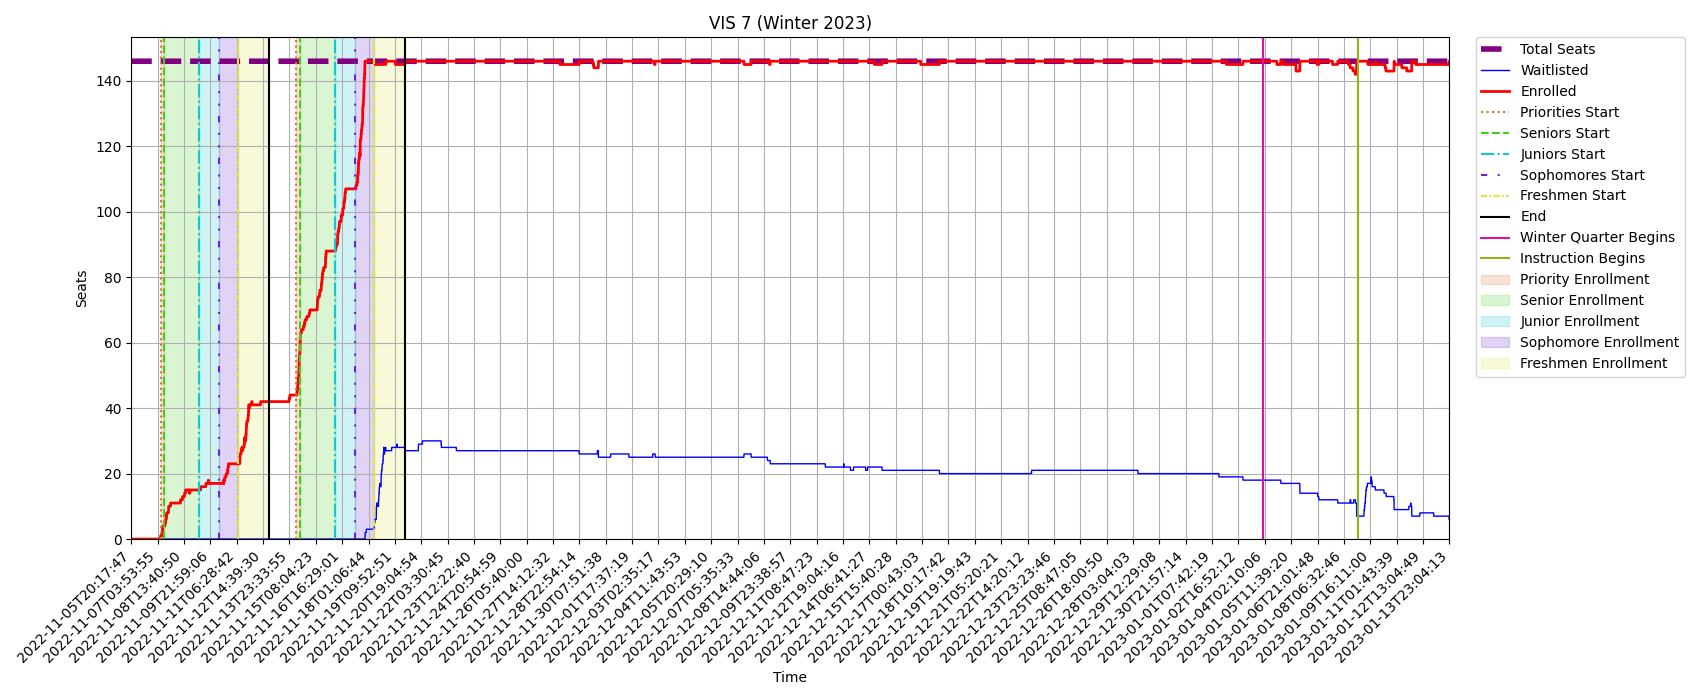 VIS 7 (Winter 2023)
Seats
140
120
100
80
60
40
20
0
Total Seats
Waitlisted
Enrolled
Priorities Start
Seniors Start
Juniors Start
Sophomores Start
Freshmen Start
End
Winter Quarter Begins
Instruction Begins
Priority Enrollment
Senior Enrollment
Junior Enrollment
Sophomore Enrollment
Freshmen Enrollment
2022-11-05T20:17:47
2022-11-07T03:53:55
2022-11-08T13:40:50
2022-11-09T21:59:06
2022-11-11T06:28:42
2022-11-12T14:39:30
2022-11-13T23:33:55
2022-11-15T08:04:23
2022-11-16T16:29:01
2022-11-18T01:06:44
2022-11-19T09:52:51
2022-11-20T19:04:54
2022-11-22T03:30:45
2022-11-23T12:22:40
2022-11-24T20:54:59
2022-11-26T05:40:00
2022-11-27T14:12:32
2022-11-28T22:54:14
2022-11-30T07:51:38
2022-12-01T17:37:19
2022-12-03T02:35:17
2022-12-04T11:43:53
2022-12-05T20:29:10
2022-12-07T05:35:33
2022-12-08T14:44:06
2022-12-09T23:38:57
2022-12-11T08:47:23
2022-12-12T19:04:16
2022-12-14T06:41:27
2022-12-15T15:40:28
2022-12-17T00:43:03
2022-12-18T10:17:42
2022-12-19T19:19:43
2022-12-21T05:20:21
2022-12-22T14:20:12
2022-12-23T23:23:46
2022-12-25T08:47:05
2022-12-26T18:00:50
2022-12-28T03:04:03
2022-12-29T12:29:08
2022-12-30T21:57:14
2023-01-01T07:42:19
2023-01-02T16:52:12
2023-01-04T02:10:06
2023-01-05T11:39:20
2023-01-06T21:01:48
2023-01-08T06:32:46
2023-01-09T16:11:00
2023-01-11T01:43:39
2023-01-12T13:04:49
2023-01-13T23:04:13
Time